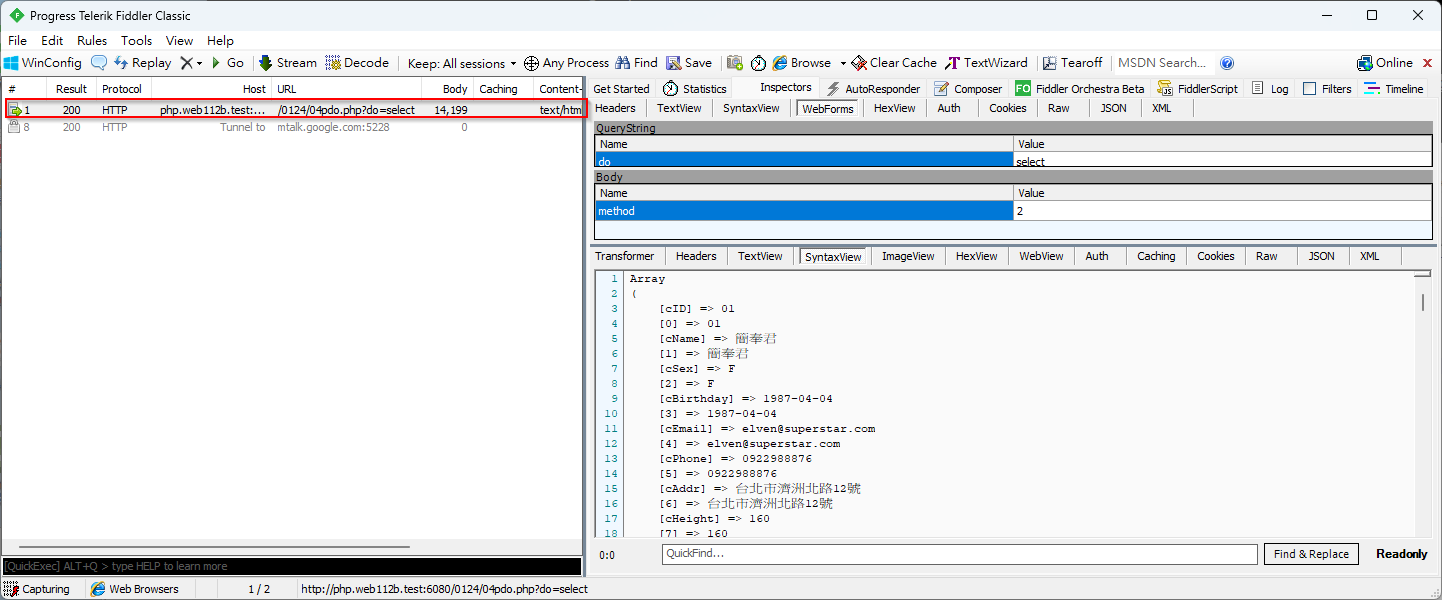 Progress Telerik Fiddler Classic
File Edit Rules Tools View Help
WinConfig Replay Go Stream Decode Keep: All sessions Any Process Find Save Browse Clear Cache TextWizard Tearoff MSDN Search... Online
# Result Protocol Host URL Body Caching Content-
1 200 HTTP php.web112b.test:... /0124/04pdo.php?do=select 14,199 text/htm
8 200 HTTP Tunnel to mtalk.google.com:5228 0
Get Started Statistics Inspectors AutoResponder Composer FO Fiddler Orchestra Beta FiddlerScript Log Filters Timeline
Headers TextView SyntaxView WebForms HexView Auth Cookies Raw JSON XML
QueryString
Name Value
do select
Body
Name Value
method 2
Transformer Headers TextView SyntaxView ImageView HexView WebView Auth Caching Cookies Raw JSON XML
1 Array
2 (
3 [cID] => 01
4 [0] => 01
5 [cName] => 簡奉君
6 [1] => 簡奉君
7 [cSex] => F
8 [2] => F
9 [cBirthday] => 1987-04-04
10 [3] => 1987-04-04
11 [cEmail] => elven@superstar.com
12 [4] => elven@superstar.com
13 [cPhone] => 0922988876
14 [5] => 0922988876
15 [cAddr] => 台北市濟洲北路12號
16 [6] => 台北市濟洲北路12號
17 [cHeight] => 160
18 [7] => 160
0:0 QuickFind... Find & Replace Readonly
[QuickExec] ALT+Q > type HELP to learn more
Capturing Web Browsers 1 / 2 http://php.web112b.test:6080/0124/04pdo.php?do=select